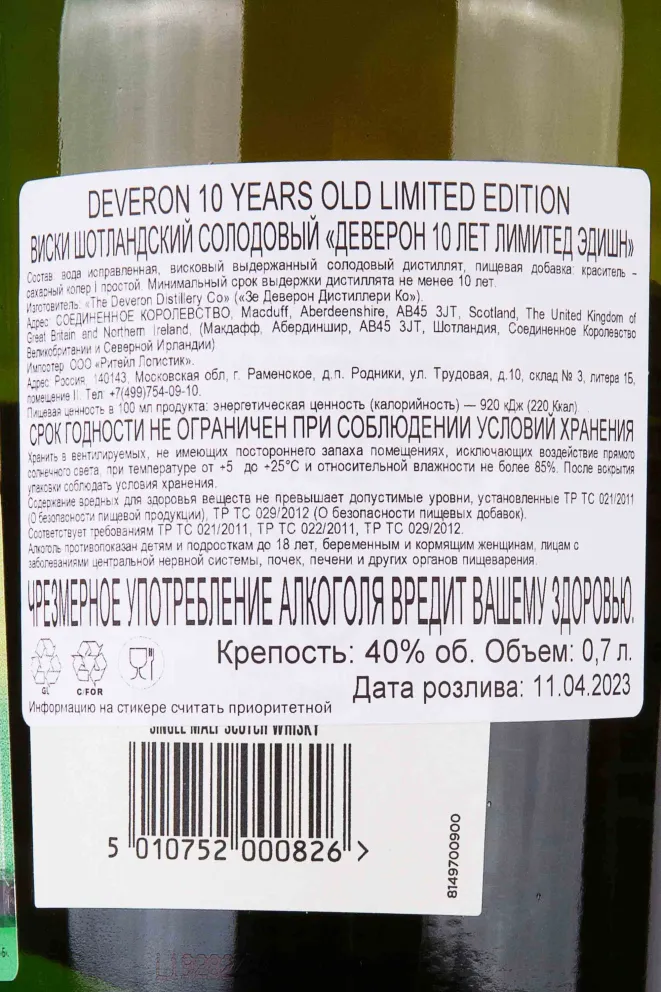 DEVERON 10 YEARS OLD LIMITED EDITION
ВИСКИ ШОТЛАНДСКИЙ СОЛОДОВЫЙ «ДЕВЕРОН 10 ЛЕТ ЛИМИТЕД ЭДИШН»
Состав: вода исправленная, висковый выдержанный солодовый дистиллят, пищевая добавка: краситель –
сахарный колер I простой. Минимальный срок выдержки дистиллята не менее 10 лет.
Изготовитель: «The Deveron Distillery Co» («Зе Деверон Дистиллери Ко»).
Адрес: СОЕДИНЕННОЕ КОРОЛЕВСТВО, Macduff, Aberdeenshire, AB45 3JT, Scotland, The United Kingdom of
Great Britain and Northern Ireland, (Макдафф, Абердиншир, AB45 3JT, Шотландия, Соединенное Королевство
Великобритании и Северной Ирландии)
Импортер: ООО «Ритейл Логистик».
Адрес: Россия, 140143, Московская обл, г. Раменское, д.п. Родники, ул. Трудовая, д.10, склад № 3, литера 1Б,
помещение II. Тел: +7(499)754-09-10.
Пищевая ценность в 100 мл продукта: энергетическая ценность (калорийность) — 920 кДж (220 Ккал)
СРОК ГОДНОСТИ НЕ ОГРАНИЧЕН ПРИ СОБЛЮДЕНИИ УСЛОВИЙ ХРАНЕНИЯ
Хранить в вентилируемых, не имеющих постороннего запаха помещениях, исключающих воздействие прямого
солнечного света, при температуре от +5 до +25°С и относительной влажности не более 85%. После вскрытия
упаковки соблюдать условия хранения.
Содержание вредных для здоровья веществ не превышает допустимые уровни, установленные ТР ТС 021/2011
(О безопасности пищевой продукции), ТР ТС 029/2012 (О безопасности пищевых добавок).
Соответствует требованиям ТР ТС 021/2011, ТР ТС 022/2011, ТР ТС 029/2012.
Алкоголь противопоказан детям и подросткам до 18 лет, беременным и кормящим женщинам, лицам с
заболеваниями центральной нервной системы, почек, печени и других органов пищеварения.
ЧРЕЗМЕРНОЕ УПОТРЕБЛЕНИЕ АЛКОГОЛЯ ВРЕДИТ ВАШЕМУ ЗДОРОВЬЮ.
Крепость: 40% об. Объем: 0,7 л.
GL C/FOR
Дата розлива: 11.04.2023
Информацию на стикере считать приоритетной
SINGLE MALT SCOTCH WHISKY
5 010752 000826 >
8149700900